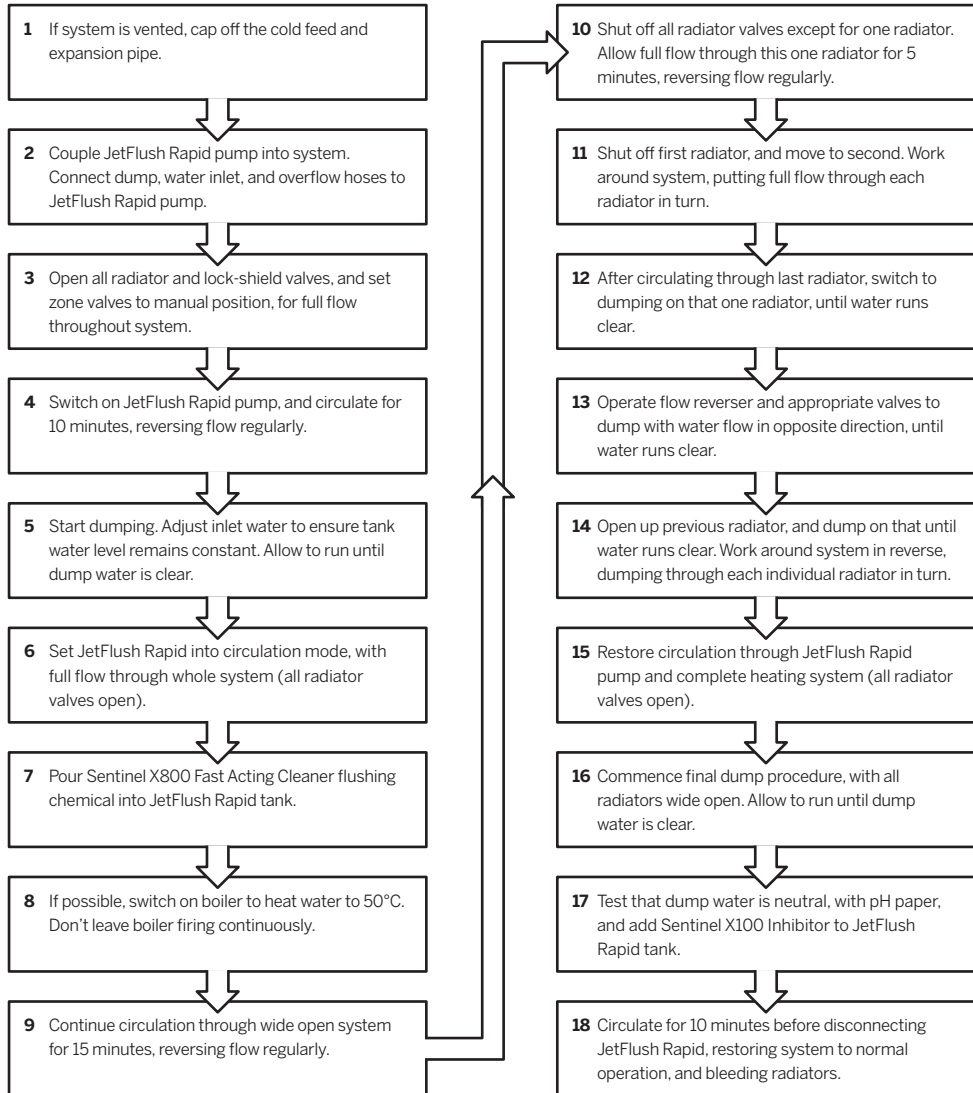 1 If system is vented, cap off the cold feed and
expansion pipe.
2 Couple JetFlush Rapid pump into system.
Connect dump, water inlet, and overflow hoses to
JetFlush Rapid pump.
3 Open all radiator and lock-shield valves, and set
zone valves to manual position, for full flow
throughout system.
4 Switch on JetFlush Rapid pump, and circulate for
10 minutes, reversing flow regularly.
5 Start dumping. Adjust inlet water to ensure tank
water level remains constant. Allow to run until
dump water is clear.
6 Set JetFlush Rapid into circulation mode, with
full flow through whole system (all radiator
valves open).
7 Pour Sentinel X800 Fast Acting Cleaner flushing
chemical into JetFlush Rapid tank.
8 If possible, switch on boiler to heat water to 50°C.
Don't leave boiler firing continuously.
9 Continue circulation through wide open system
for 15 minutes, reversing flow regularly.
10 Shut off all radiator valves except for one radiator.
Allow full flow through this one radiator for 5
minutes, reversing flow regularly.
11 Shut off first radiator, and move to second. Work
around system, putting full flow through each
radiator in turn.
12 After circulating through last radiator, switch to
dumping on that one radiator, until water runs
clear.
13 Operate flow reverser and appropriate valves to
dump with water flow in opposite direction, until
water runs clear.
14 Open up previous radiator, and dump on that until
water runs clear. Work around system in reverse,
dumping through each individual radiator in turn.
15 Restore circulation through JetFlush Rapid
pump and complete heating system (all radiator
valves open).
16 Commence final dump procedure, with all
radiators wide open. Allow to run until dump
water is clear.
17 Test that dump water is neutral, with pH paper,
and add Sentinel X100 Inhibitor to JetFlush
Rapid tank.
18 Circulate for 10 minutes before disconnecting
JetFlush Rapid, restoring system to normal
operation, and bleeding radiators.